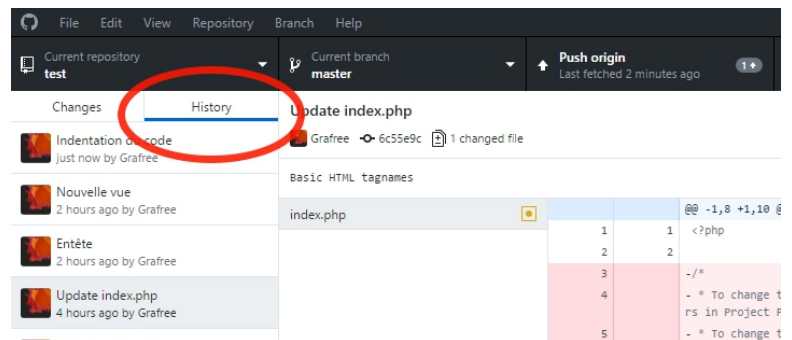 File Edit View Repository Branch Help
Current repository
test
Current branch
master
Push origin
Last fetched 2 minutes ago
1
Changes History
Indentation du code
just now by Grafree
Nouvelle vue
2 hours ago by Grafree
Entête
2 hours ago by Grafree
Update index.php
4 hours ago by Grafree
Update index.php
Grafree 6c55e9c 1 changed file
Basic HTML tagnames
index.php
@@ -1,8 +1,10 @
1 1 <?php
2 2
3 -/*
4 - * To change t
rs in Project P
5 - * To change t